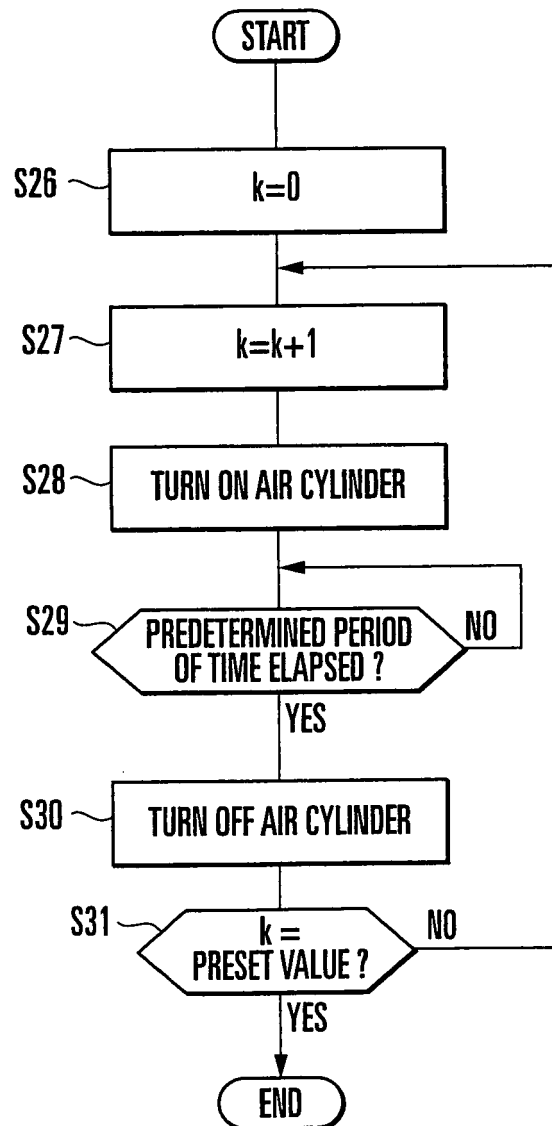 START
S26
k=0
S27
k=k+1
S28
TURN ON AIR CYLINDER
S29
PREDETERMINED PERIOD
OF TIME ELAPSED ?
NO
YES
S30
TURN OFF AIR CYLINDER
S31
k =
PRESET VALUE ?
NO
YES
END